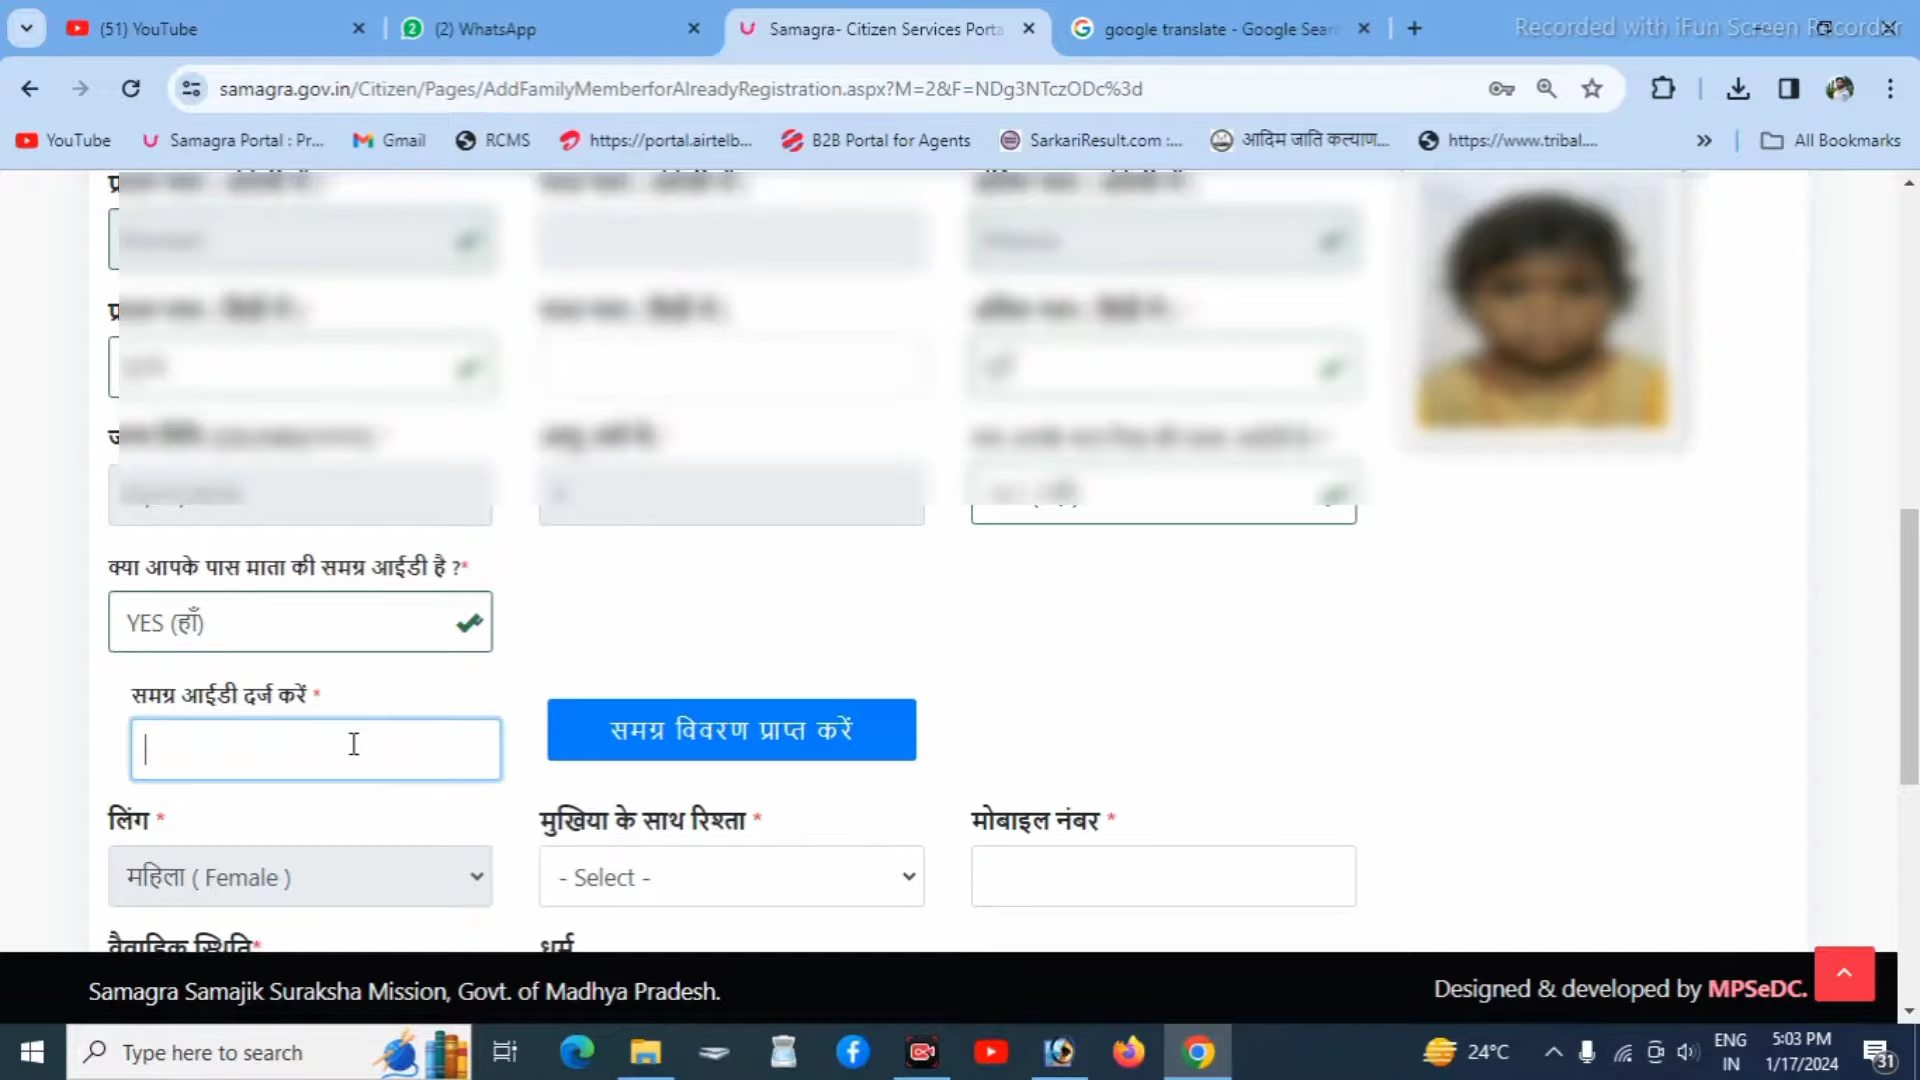 (51) YouTube
(2) WhatsApp
Samagra- Citizen Services Porta
google translate - Google Sear
Recorded with iFun Screen Recorder
samagra.gov.in/Citizen/Pages/AddFamilyMemberforAlreadyRegistration.aspx?M=2&F=NDg3NTczODc%3d
YouTube
Samagra Portal : Pr...
Gmail
RCMS
https://portal.airtelb...
B2B Portal for Agents
SarkariResult.com :...
आदिम जाति कल्याण...
https://www.tribal....
All Bookmarks
क्या आपके पास माता की समग्र आईडी है ?*
YES (हाँ)
समग्र आईडी दर्ज करें *
समग्र विवरण प्राप्त करें
लिंग *
मुखिया के साथ रिश्ता *
मोबाइल नंबर *
महिला ( Female )
- Select -
वैवाहिक स्थिति*
धर्म
Samagra Samajik Suraksha Mission, Govt. of Madhya Pradesh.
Designed & developed by MPSeDC.
Type here to search
24°C
ENG
IN
5:03 PM
1/17/2024
31